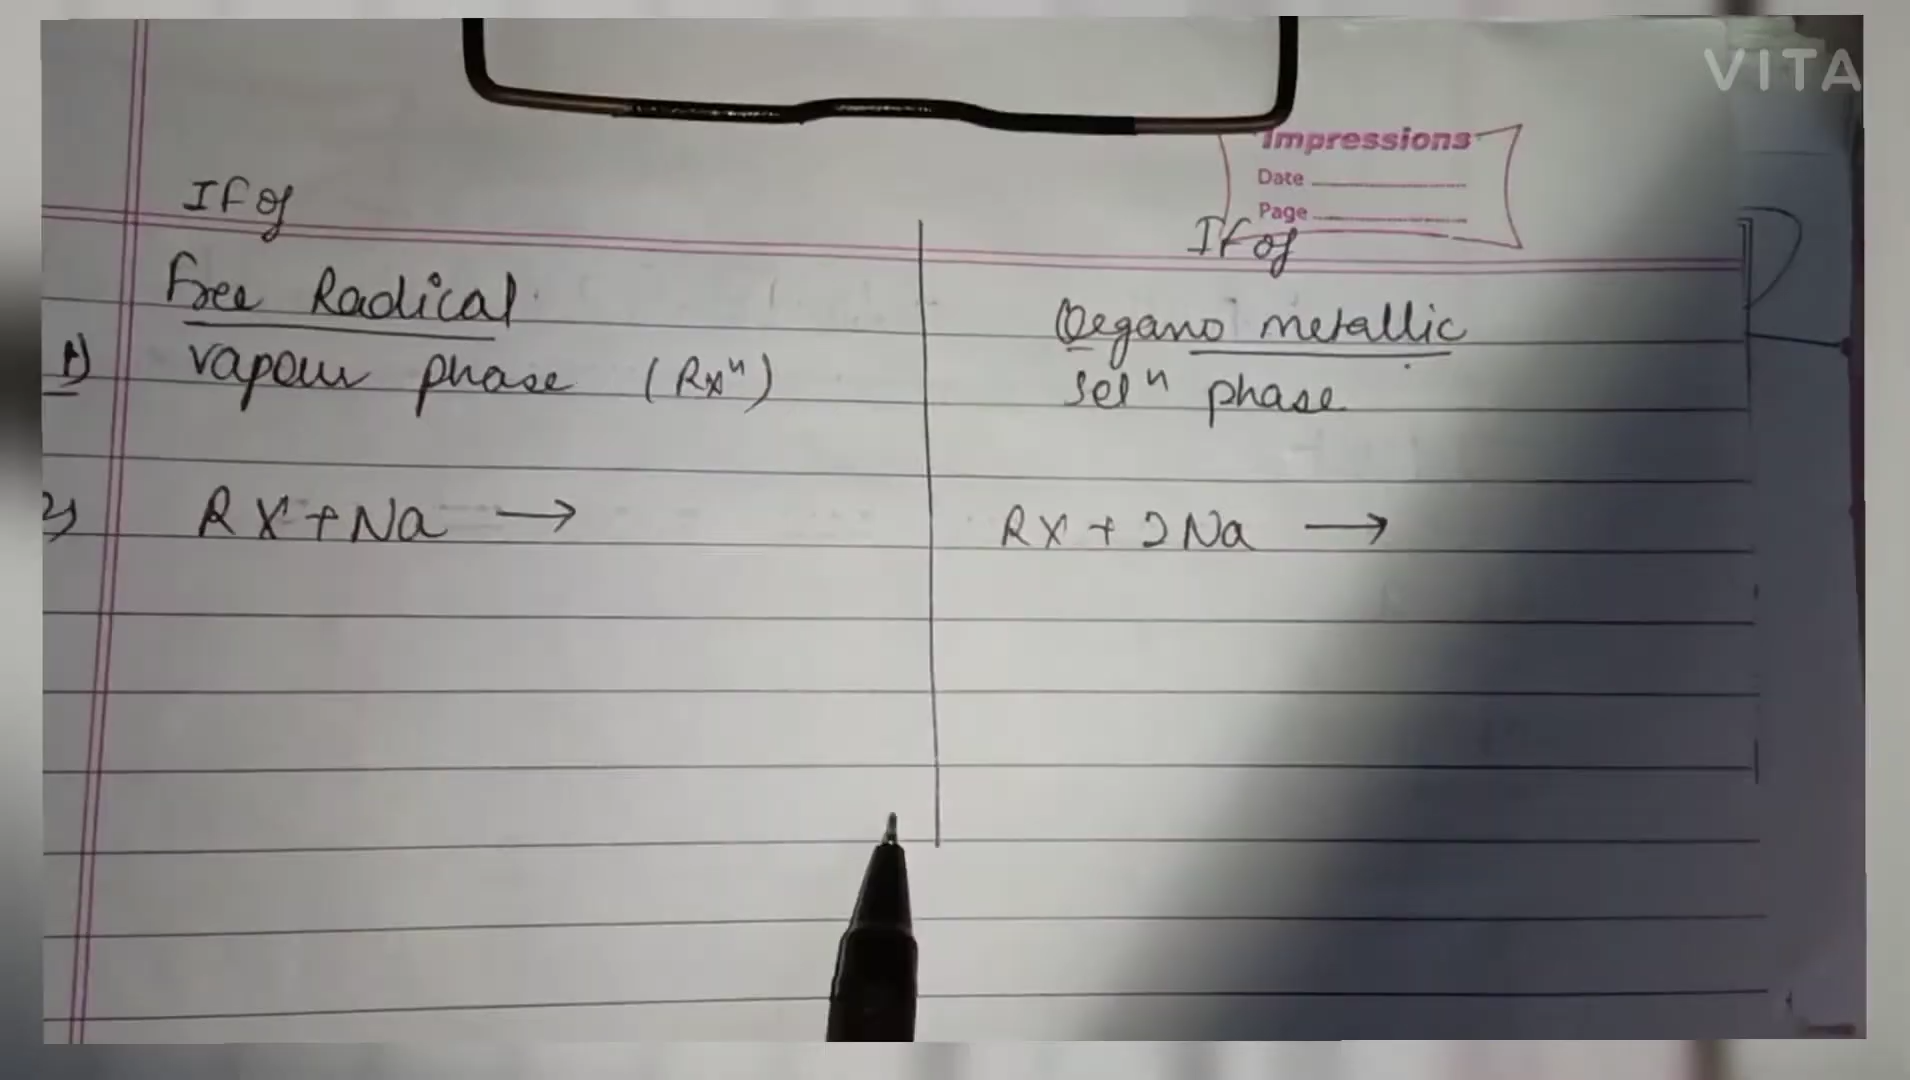 VITA
Impressions
Date
Page
If of
Free Radical
1) vapour phase (Rxⁿ)
2) RX + Na →
If of
Organo metallic
Solⁿ phase
RX + 2Na →